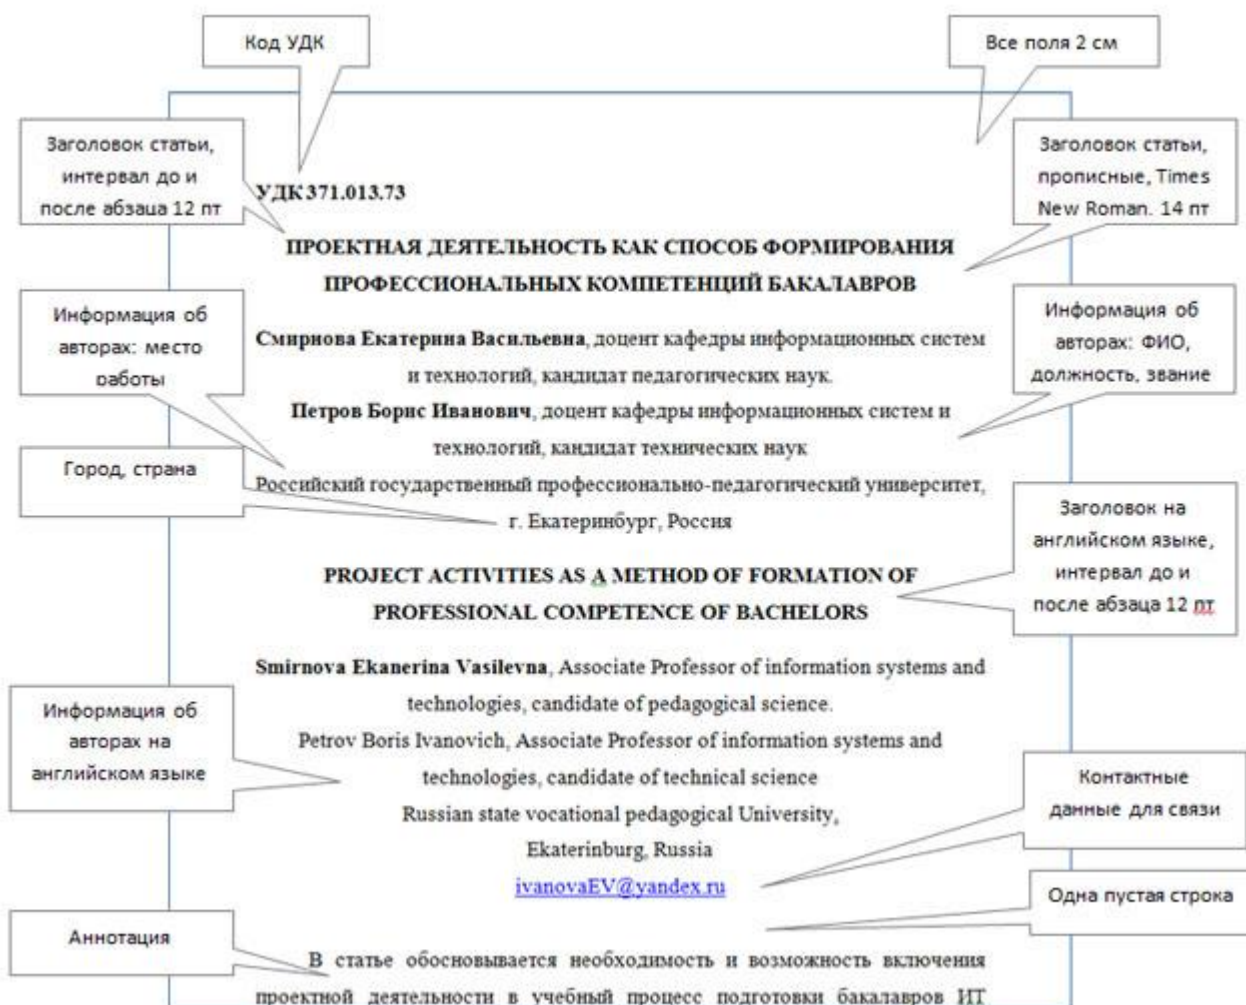 Код УДК
Все поля 2 см
Заголовок статьи,
интервал до и
после абзаца 12 пт
Заголовок статьи,
прописные, Times
New Roman. 14 пт
УДК 371.013.73
ПРОЕКТНАЯ ДЕЯТЕЛЬНОСТЬ КАК СПОСОБ ФОРМИРОВАНИЯ
ПРОФЕССИОНАЛЬНЫХ КОМПЕТЕНЦИЙ БАКАЛАВРОВ
Информация об
авторах: место
работы
Информация об
авторах: ФИО,
должность, звание
Смирнова Екатерина Васильевна, доцент кафедры информационных систем
и технологий, кандидат педагогических наук.
Петров Борис Иванович, доцент кафедры информационных систем и
технологий, кандидат технических наук
Город, страна
Российский государственный профессионально-педагогический университет,
г. Екатеринбург, Россия
Заголовок на
английском языке,
интервал до и
после абзаца 12 пт
PROJECT ACTIVITIES AS A METHOD OF FORMATION OF
PROFESSIONAL COMPETENCE OF BACHELORS
Smirnova Ekanerina Vasilevna, Associate Professor of information systems and
technologies, candidate of pedagogical science.
Petrov Boris Ivanovich, Associate Professor of information systems and
technologies, candidate of technical science
Russian state vocational pedagogical University,
Ekaterinburg, Russia
ivanovaEV@yandex.ru
Информация об
авторах на
английском языке
Контактные
данные для связи
Одна пустая строка
Аннотация
В статье обосновывается необходимость и возможность включения
проектной деятельности в учебный процесс подготовки бакалавров ИТ